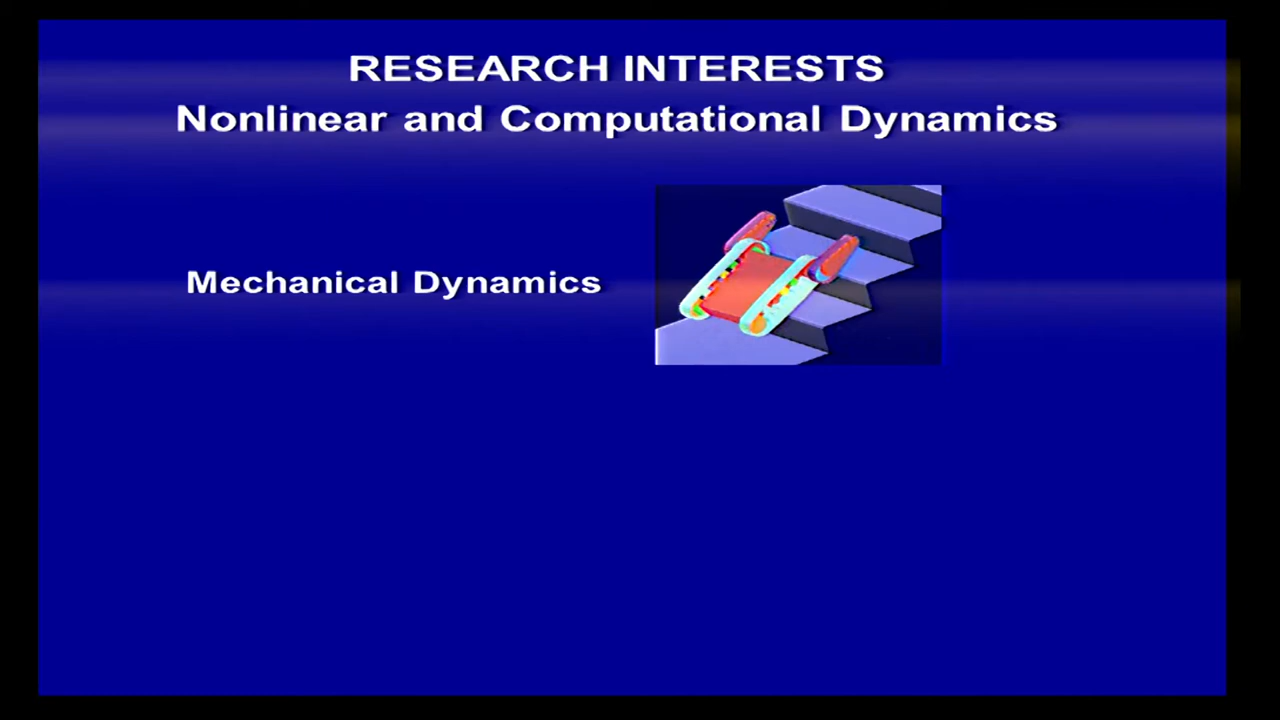 RESEARCH INTERESTS
Nonlinear and Computational Dynamics
Mechanical Dynamics